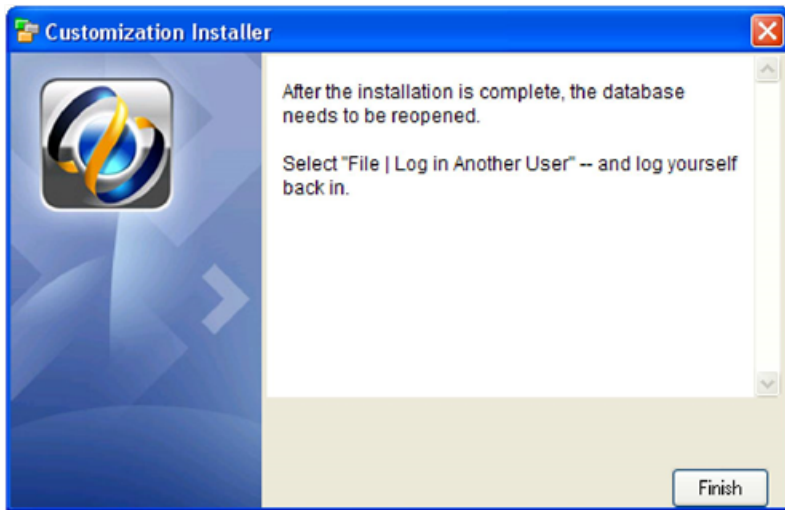 Customization Installer
After the installation is complete, the database
needs to be reopened.
Select "File | Log in Another User" -- and log yourself
back in.
Finish